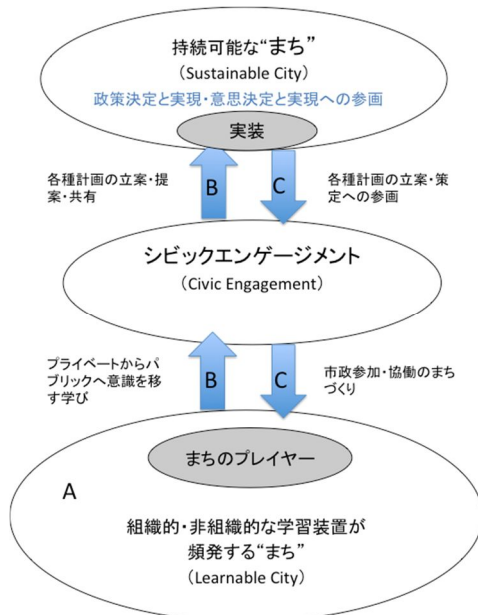 持続可能な“まち”
（Sustainable City）
政策決定と実現・意思決定と実現への参画
実装
各種計画の立案・提
案・共有
B
C
各種計画の立案・策
定への参画
シビックエンゲージメント
（Civic Engagement）
プライベートからパ
ブリックへ意識を移
す学び
B
C
市政参加・協働のまち
づくり
まちのプレイヤー
A
組織的・非組織的な学習装置が
頻発する“まち”
（Learnable City）